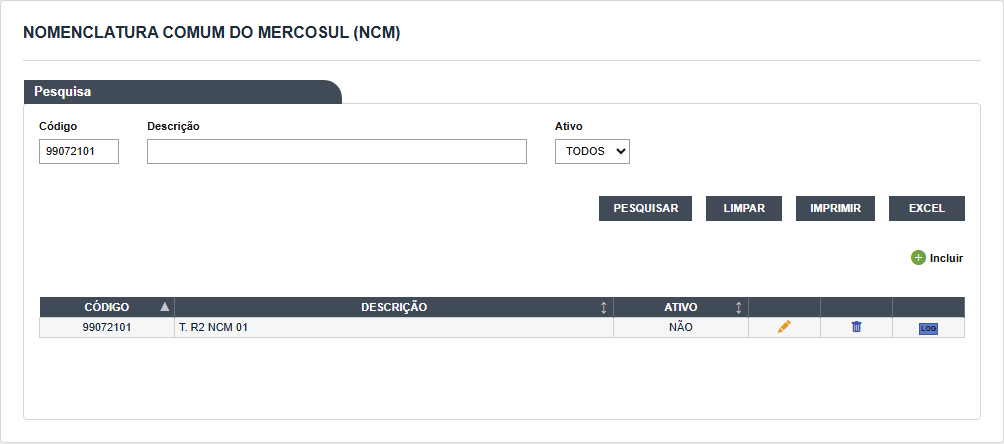 NOMENCLATURA COMUM DO MERCOSUL (NCM)
Pesquisa
Código Descrição Ativo
99072101 TODOS
PESQUISAR LIMPAR IMPRIMIR EXCEL
Incluir
CÓDIGO DESCRIÇÃO ATIVO
99072101 T. R2 NCM 01 NÃO LOG